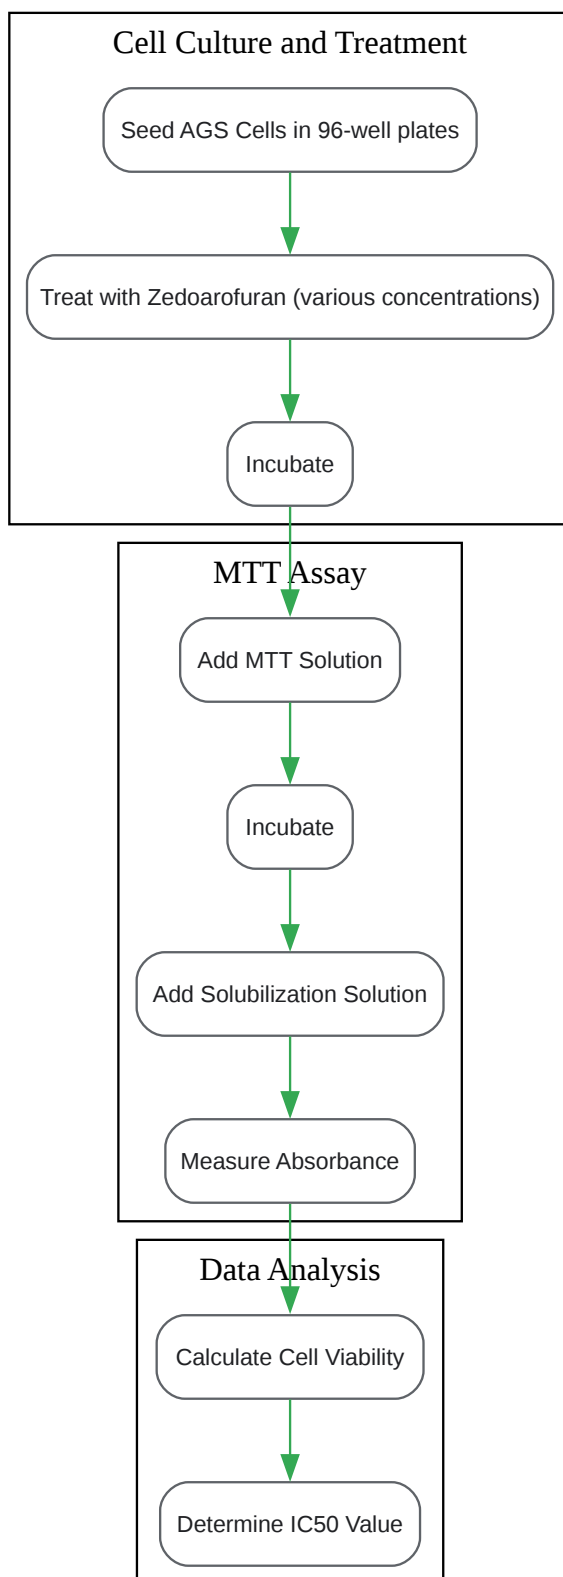 Cell Culture and Treatment
Seed AGS Cells in 96-well plates
Treat with Zedoarofuran (various concentrations)
Incubate
MTT Assay
Add MTT Solution
Incubate
Add Solubilization Solution
Measure Absorbance
Data Analysis
Calculate Cell Viability
Determine IC50 Value